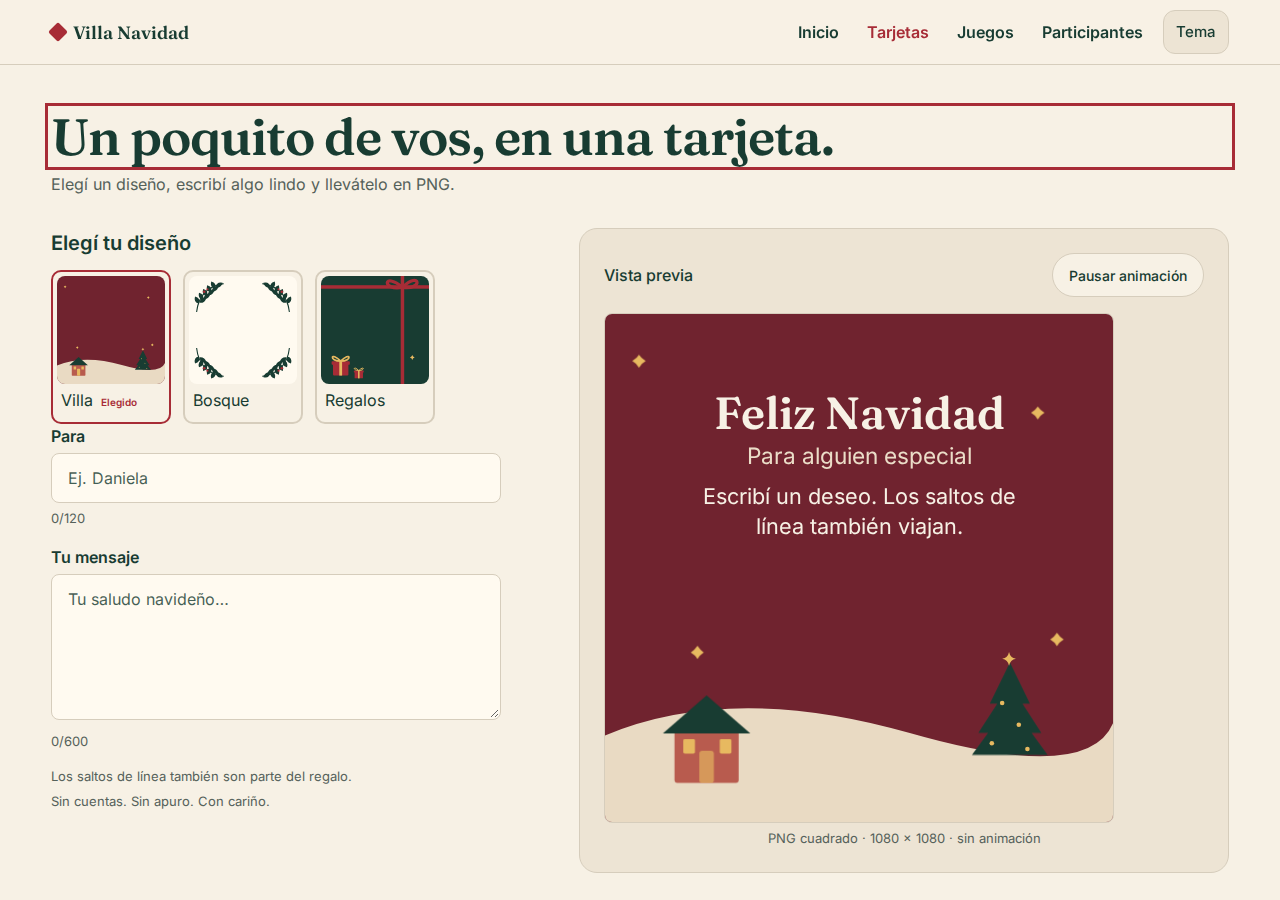 Villa Navidad
Inicio
Tarjetas
Juegos
Participantes
Tema
Un poquito de vos, en una tarjeta.
Elegí un diseño, escribí algo lindo y llevátelo en PNG.
Elegí tu diseño
Villa Elegido
Bosque
Regalos
Para
Ej. Daniela
0/120
Tu mensaje
Tu saludo navideño...
0/600
Los saltos de línea también son parte del regalo.
Sin cuentas. Sin apuro. Con cariño.
Vista previa
Pausar animación
Feliz Navidad
Para alguien especial
Escribí un deseo. Los saltos de
línea también viajan.
PNG cuadrado · 1080 × 1080 · sin animación